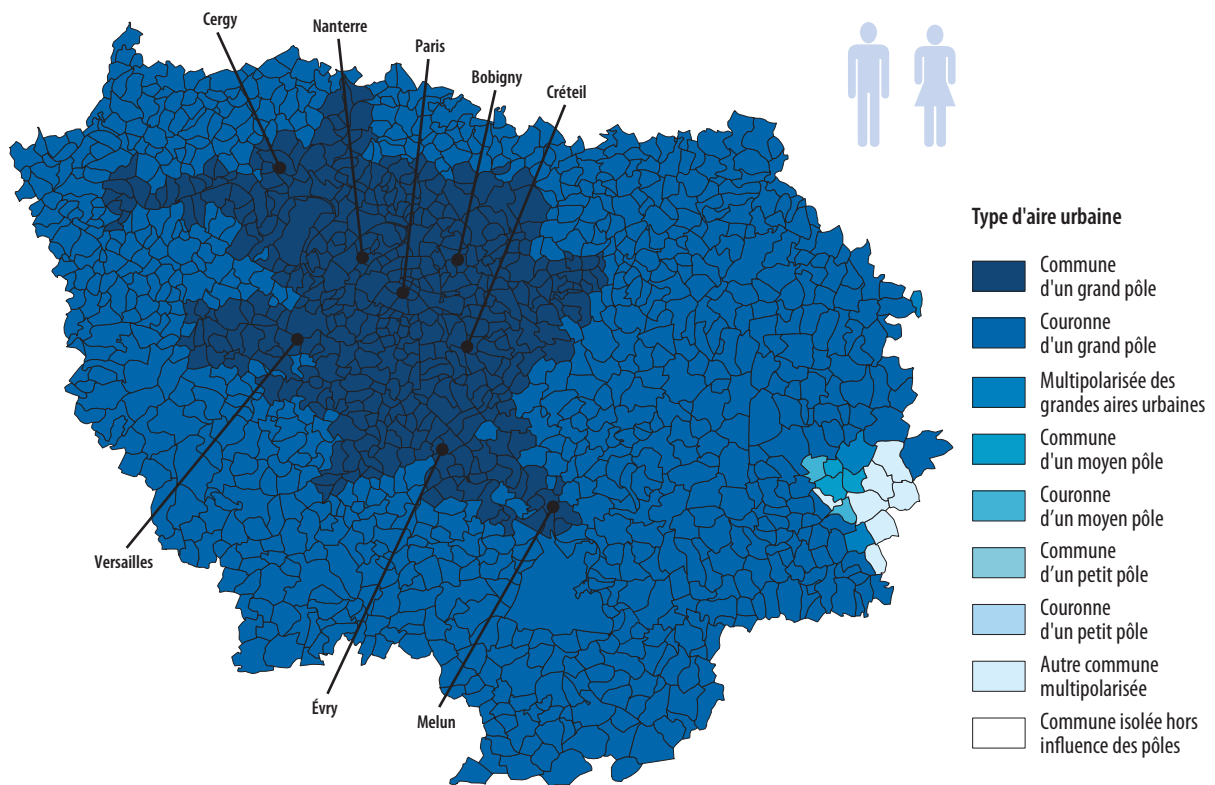 Cergy
Nanterre
Paris
Bobigny
Créteil
Versailles
Évry
Melun
Type d'aire urbaine
Commune
d'un grand pôle
Couronne
d'un grand pôle
Multipolarisée des
grandes aires urbaines
Commune
d'un moyen pôle
Couronne
d’un moyen pôle
Commune
d’un petit pôle
Couronne
d'un petit pôle
Autre commune
multipolarisée
Commune isolée hors
influence des pôles